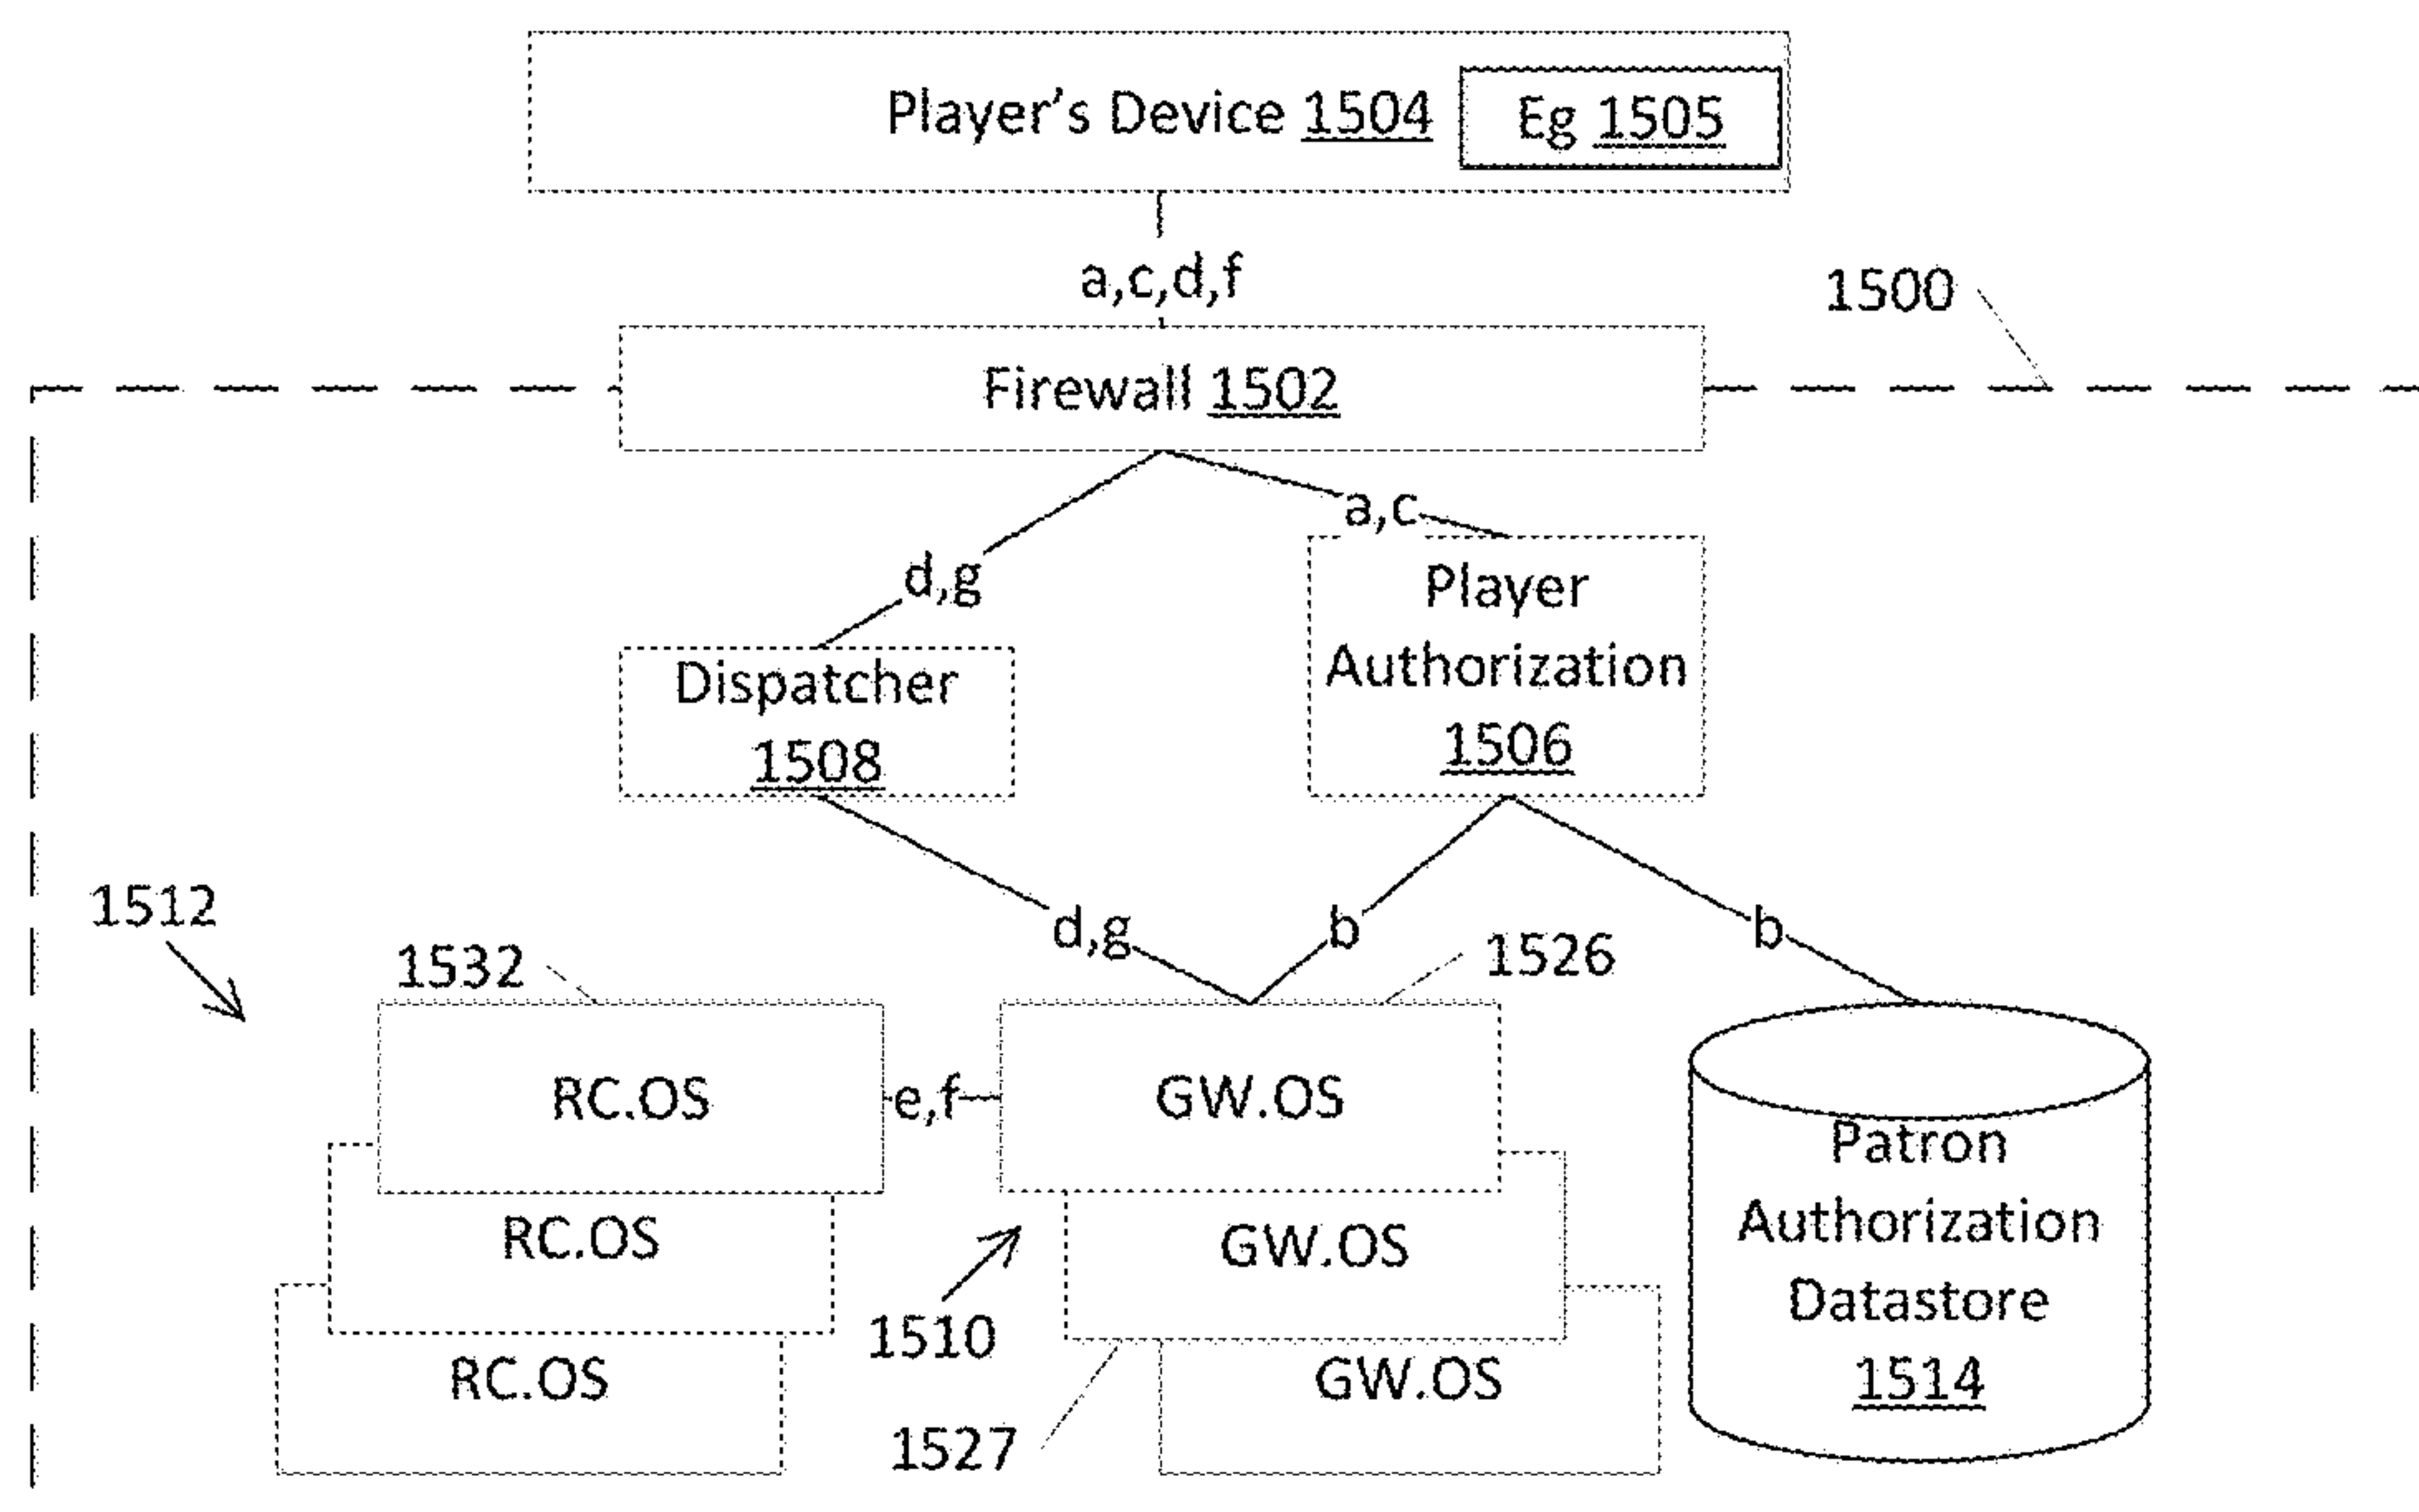 Player's Device 1504
Eg 1505
a,c,d,f
1500
Firewall 1502
a,c
d,g
Player
Authorization
1506
Dispatcher
1508
1512
d,g
b
b
1532
1526
RC.OS
e,f
GW.OS
Patron
Authorization
Datastore
1514
RC.OS
GW.OS
1510
RC.OS
GW.OS
1527